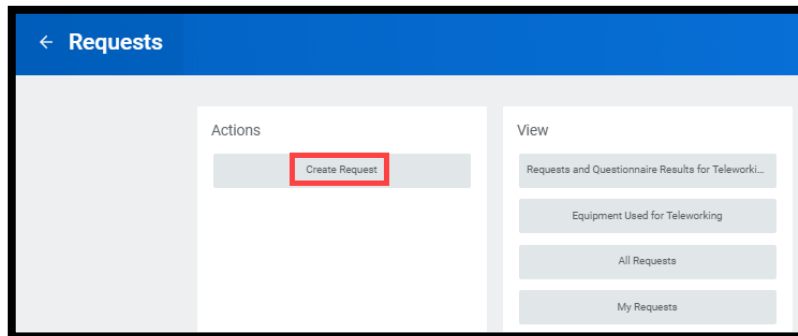 ← Requests
Actions
Create Request
View
Requests and Questionnaire Results for Teleworki...
Equipment Used for Teleworking
All Requests
My Requests